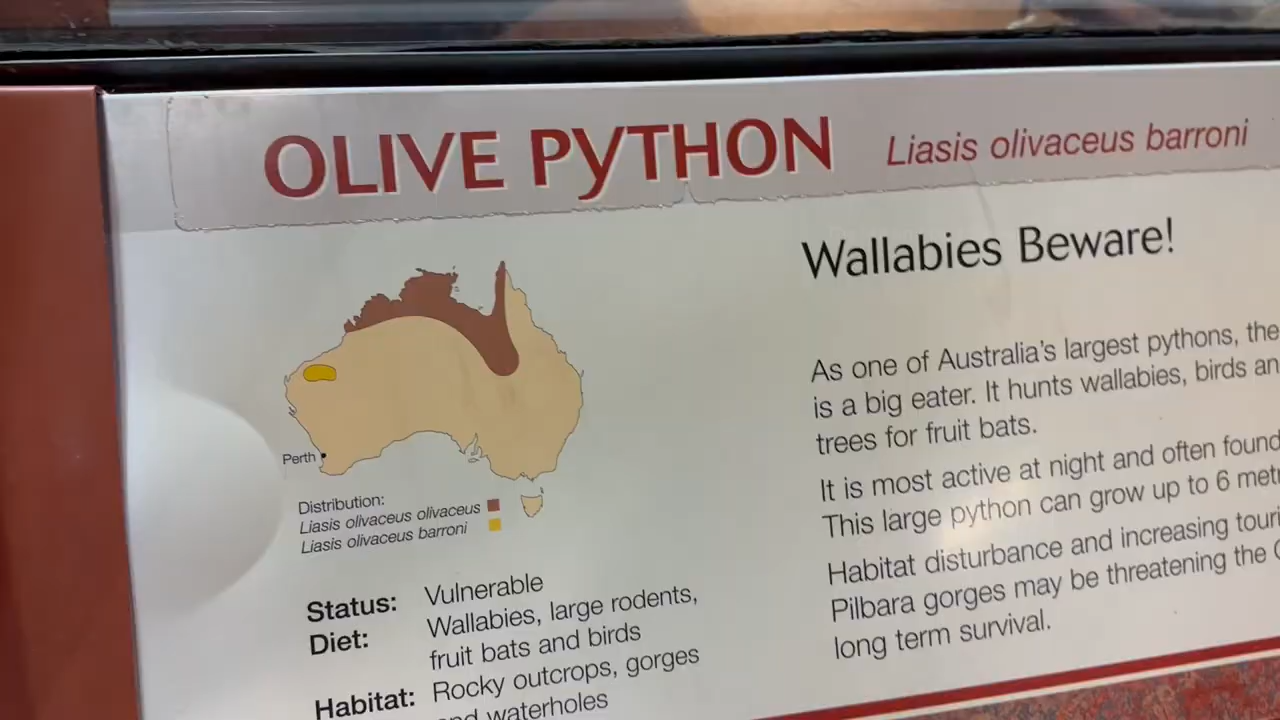 OLIVE PYTHON Liasis olivaceus barroni
Wallabies Beware!
Perth
Distribution:
Liasis olivaceus olivaceus
Liasis olivaceus barroni
Status: Vulnerable
Diet: Wallabies, large rodents,
fruit bats and birds
Habitat: Rocky outcrops, gorges
waterholes
As one of Australia's largest pythons, the
is a big eater. It hunts wallabies, birds
trees for fruit bats.
It is most active at night and often found
This large python can grow up to 6
Habitat disturbance and increasing
Pilbara gorges may be threatening the
long term survival.